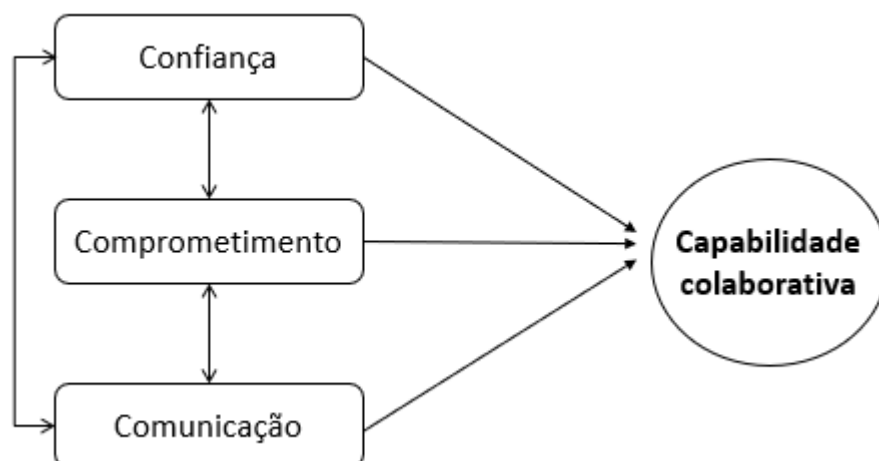 Confiança
Comprometimento
Capabilidade
colaborativa
Comunicação